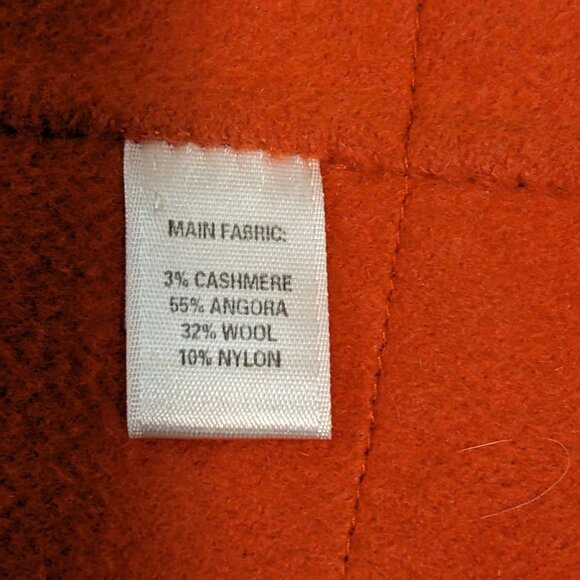 MAIN FABRIC:
3% CASHMERE
55% ANGORA
32% WOOL
10% NYLON